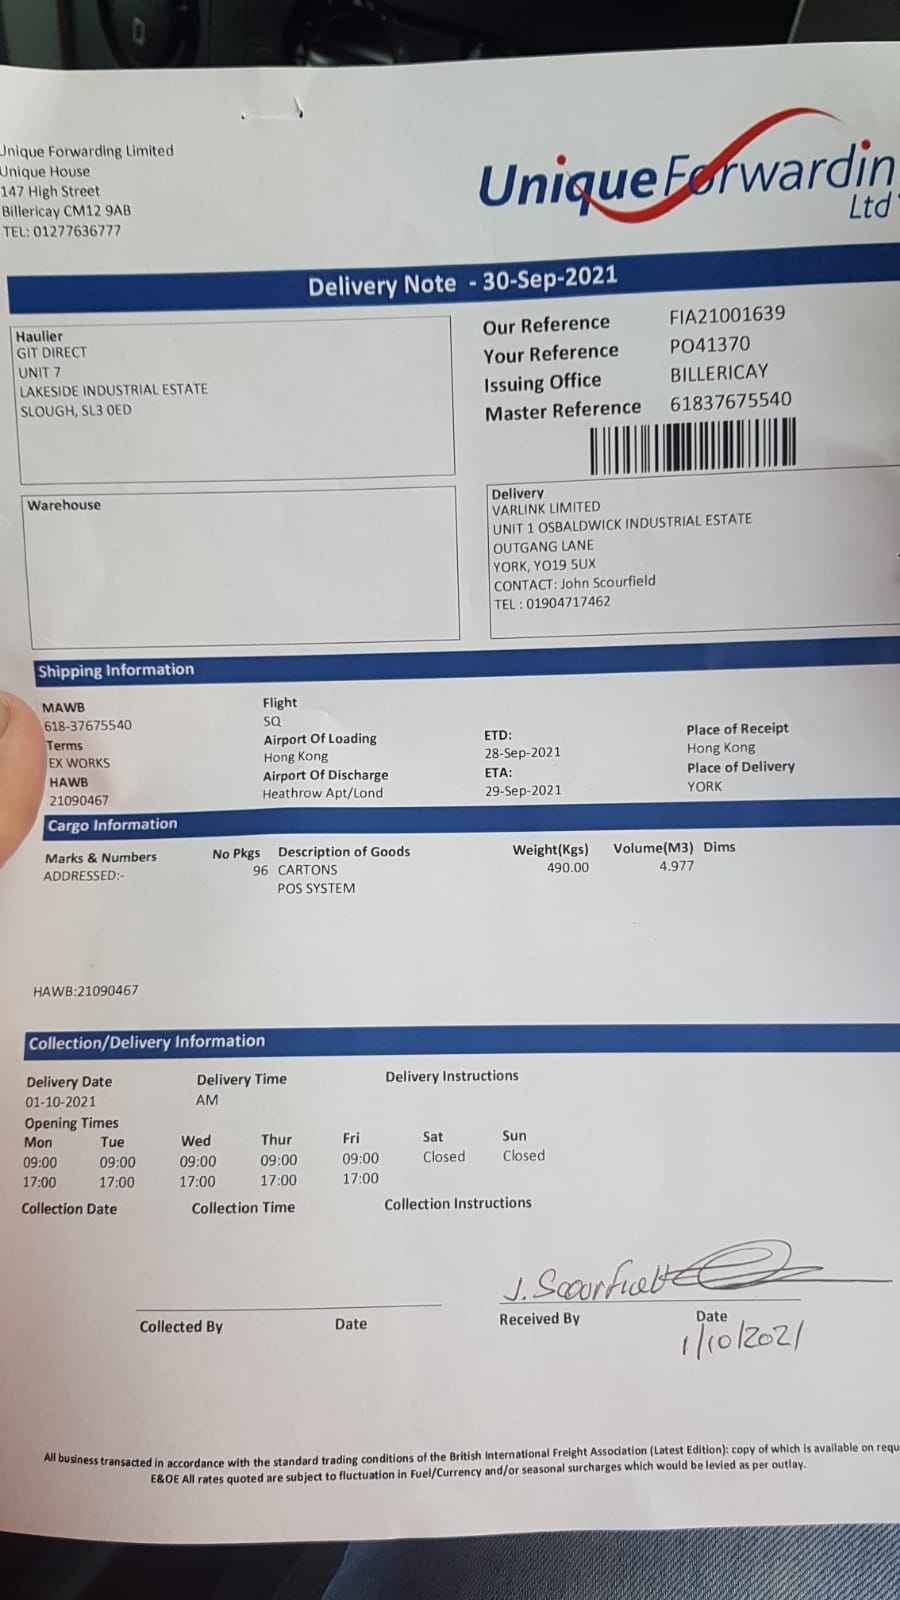 Unique Forwarding Limited
Unique House
147 High Street
Billericay CM12 9AB
TEL: 01277636777
UniqueForwardin
Ltd
Delivery Note - 30-Sep-2021
Haulier
GIT DIRECT
UNIT 7
LAKESIDE INDUSTRIAL ESTATE
SLOUGH, SL3 0ED
Our Reference FIA21001639
Your Reference PO41370
Issuing Office BILLERICAY
Master Reference 61837675540
Warehouse
Delivery
VARLINK LIMITED
UNIT 1 OSBALDWICK INDUSTRIAL ESTATE
OUTGANG LANE
YORK, YO19 5UX
CONTACT: John Scourfield
TEL : 01904717462
Shipping Information
MAWB
618-37675540
Terms
EX WORKS
HAWB
21090467
Flight
SQ
Airport Of Loading
Hong Kong
Airport Of Discharge
Heathrow Apt/Lond
ETD:
28-Sep-2021
ETA:
29-Sep-2021
Place of Receipt
Hong Kong
Place of Delivery
YORK
Cargo Information
Marks & Numbers No Pkgs Description of Goods Weight(Kgs) Volume(M3) Dims
ADDRESSED:- 96 CARTONS 490.00 4.977
POS SYSTEM
HAWB:21090467
Collection/Delivery Information
Delivery Date Delivery Time Delivery Instructions
01-10-2021 AM
Opening Times
Mon Tue Wed Thur Fri Sat Sun
09:00 09:00 09:00 09:00 09:00 Closed Closed
17:00 17:00 17:00 17:00 17:00
Collection Date Collection Time Collection Instructions
J. Scourfield
Collected By Date Received By Date
1/10/2021
All business transacted in accordance with the standard trading conditions of the British International Freight Association (Latest Edition): copy of which is available on requ
E&OE All rates quoted are subject to fluctuation in Fuel/Currency and/or seasonal surcharges which would be levied as per outlay.